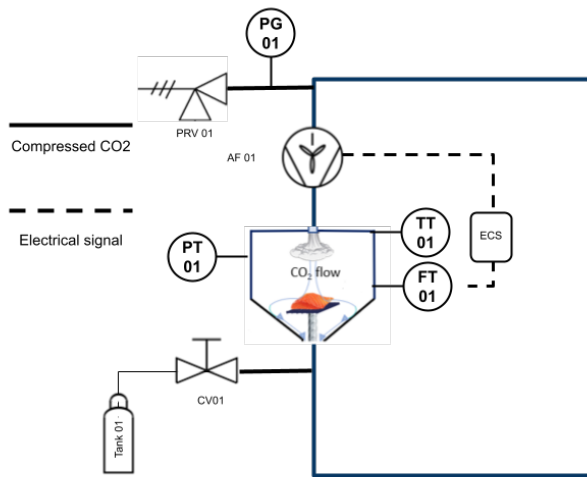 PG
01
PRV 01
Compressed CO2
AF 01
Electrical signal
PT
01
TT
01
ECS
CO₂ flow
FT
01
CV01
Tank 01